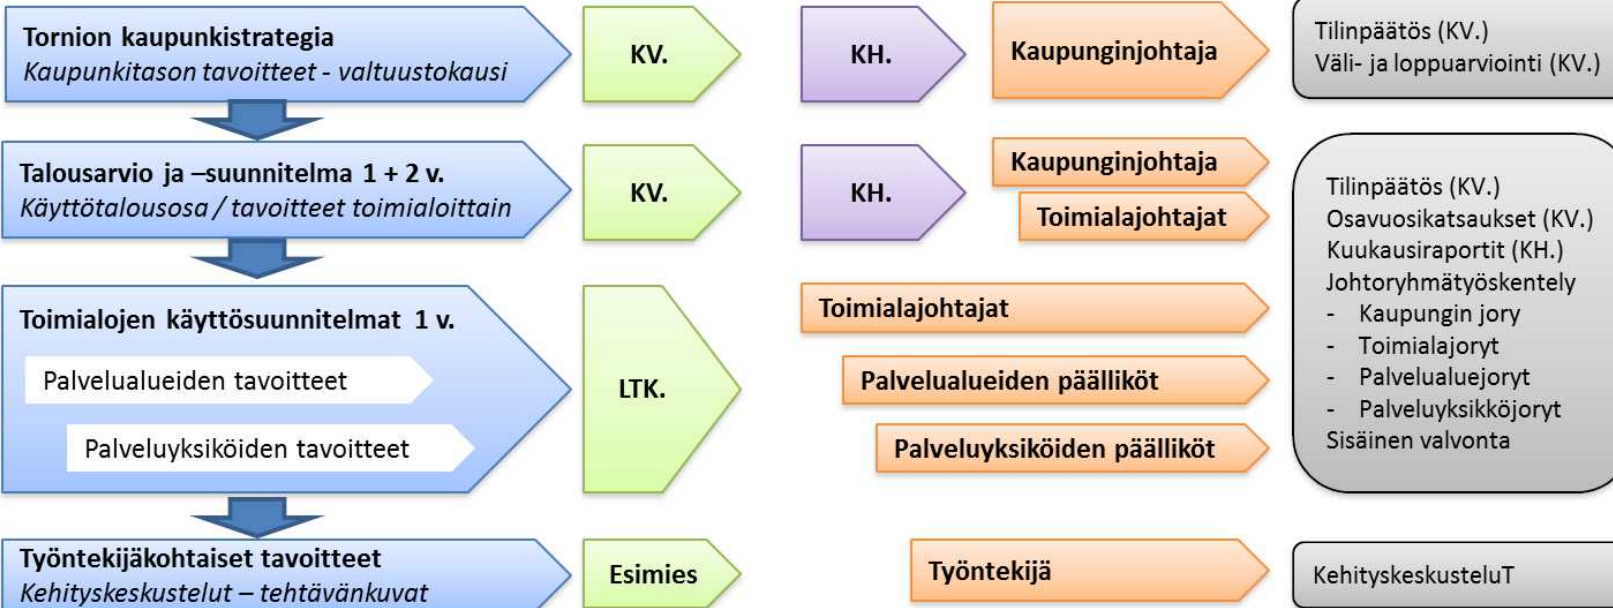 Tornion kaupunkistrategia
Kaupunkitason tavoitteet - valtuustokausi
KV.
KH.
Kaupunginjohtaja
Tilinpäätös (KV.)
Väli- ja loppuarviointi (KV.)
Talousarvio ja –suunnitelma 1 + 2 v.
Käyttötalousosa / tavoitteet toimialoittain
KV.
KH.
Kaupunginjohtaja
Toimialajohtajat
Toimialojen käyttösuunnitelmat 1 v.
Palvelualueiden tavoitteet
Palveluyksiköiden tavoitteet
LTK.
Toimialajohtajat
Palvelualueiden päälliköt
Palveluyksiköiden päälliköt
Tilinpäätös (KV.)
Osavuosikatsaukset (KV.)
Kuukausiraportit (KH.)
Johtoryhmätyöskentely
- Kaupungin jory
- Toimialajoryt
- Palvelualuejoryt
- Palveluyksikköjoryt
Sisäinen valvonta
Työntekijäkohtaiset tavoitteet
Kehityskeskustelut – tehtävänkuvat
Esimies
Työntekijä
KehityskeskusteluT